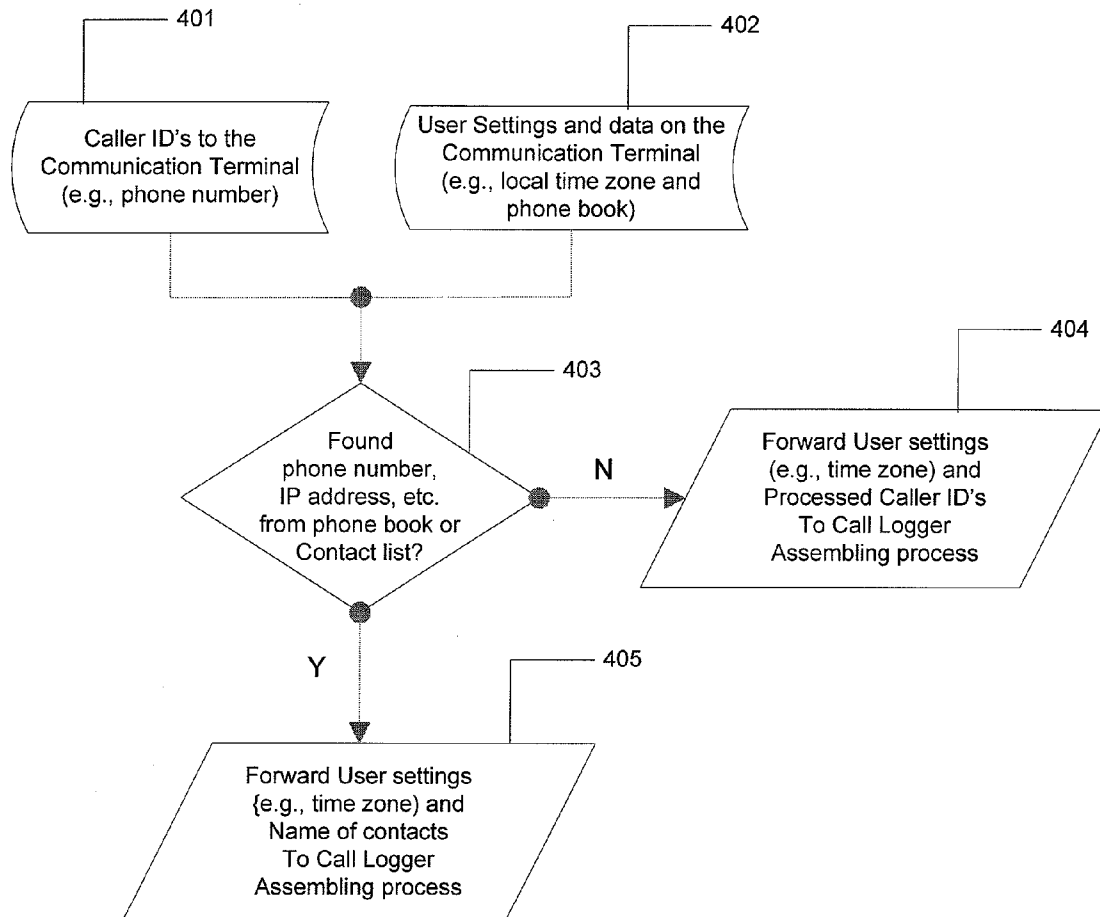 401
402
Caller ID's to the
Communication Terminal
(e.g., phone number)
User Settings and data on the
Communication Terminal
(e.g., local time zone and
phone book)
403
404
Found
phone number,
IP address, etc.
from phone book or
Contact list?
N
Forward User settings
(e.g., time zone) and
Processed Caller ID's
To Call Logger
Assembling process
Y
405
Forward User settings
{e.g., time zone) and
Name of contacts
To Call Logger
Assembling process